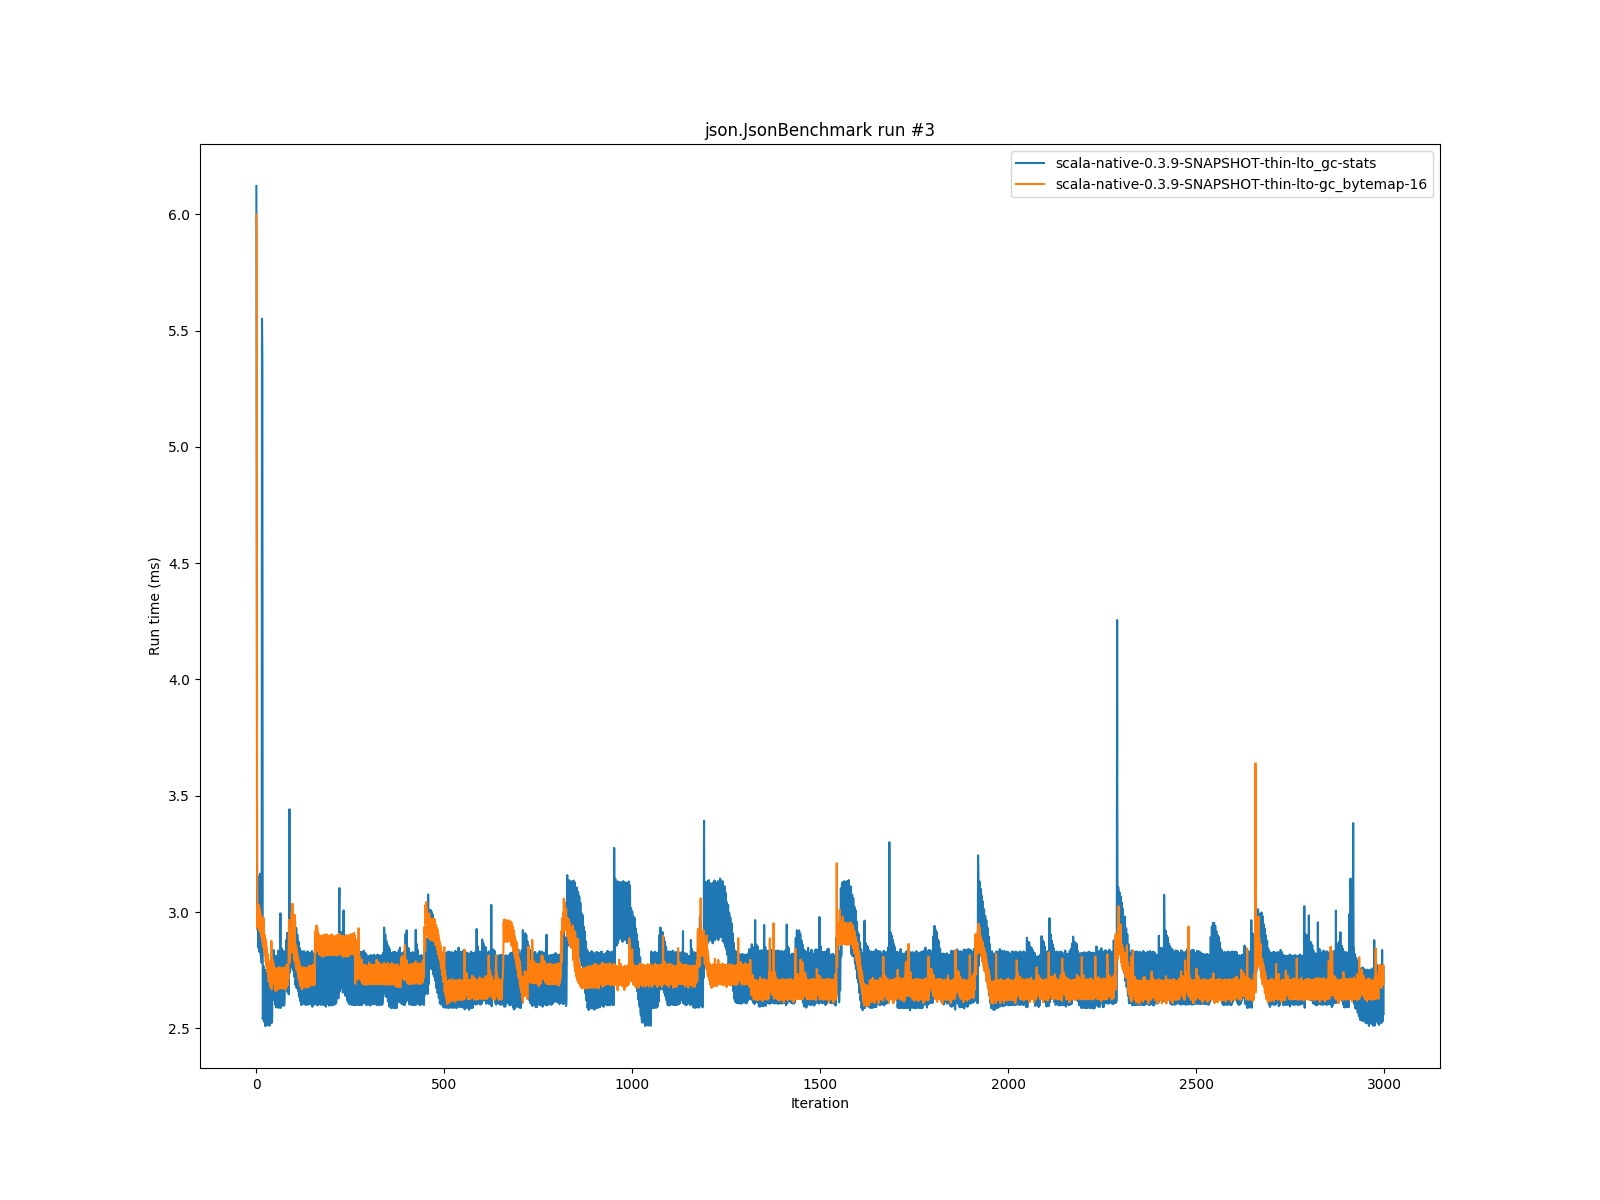 json.JsonBenchmark run #3
scala-native-0.3.9-SNAPSHOT-thin-lto_gc-stats
scala-native-0.3.9-SNAPSHOT-thin-lto-gc_bytemap-16
6.0
5.5
5.0
4.5
4.0
3.5
3.0
2.5
Run time (ms)
0 500 1000 1500 2000 2500 3000
Iteration